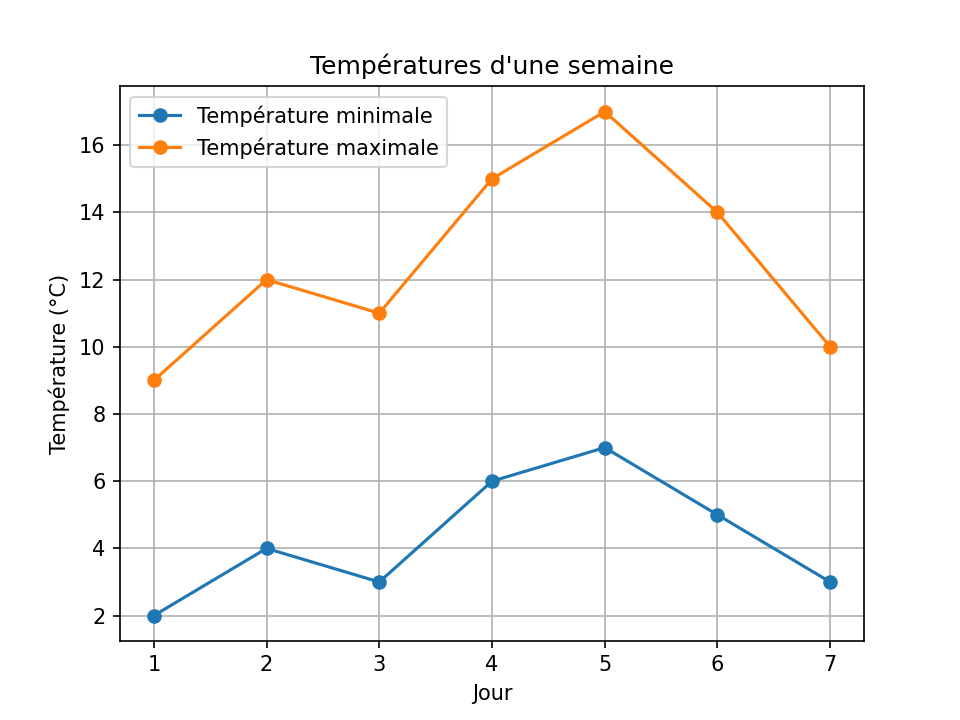 Températures d'une semaine
Température minimale
Température maximale
Température (°C)
16
14
12
10
8
6
4
2
1 2 3 4 5 6 7
Jour